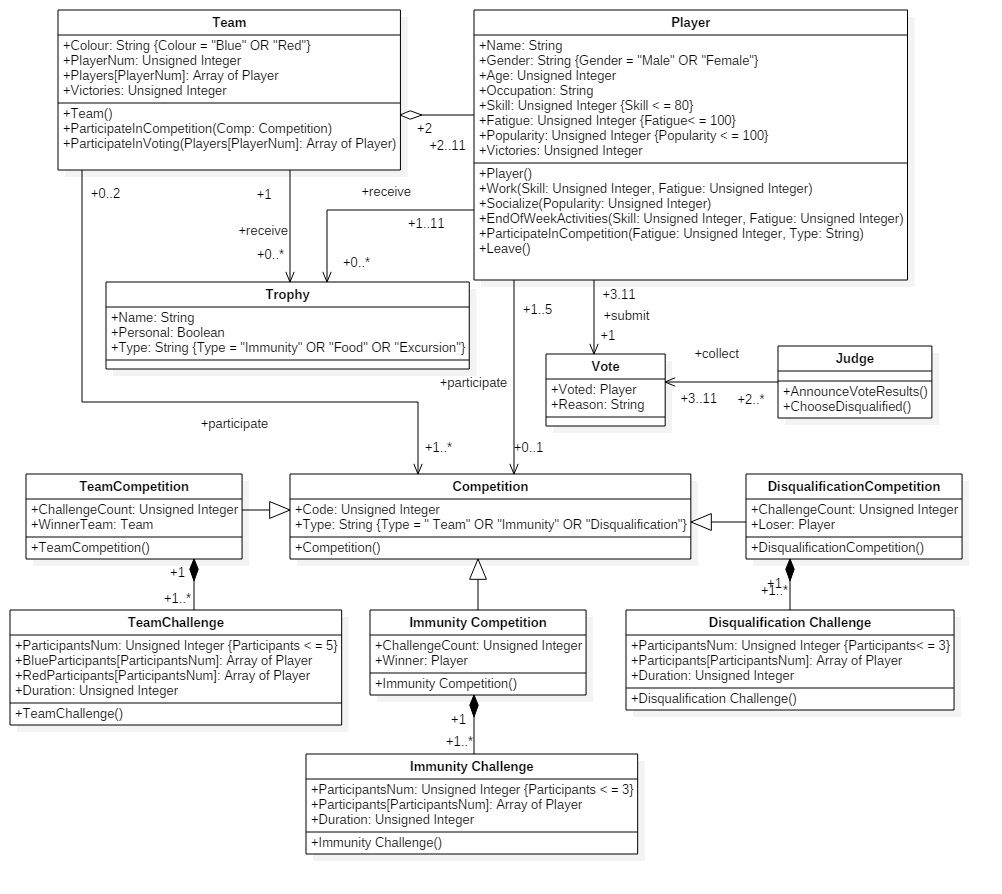 Team
+Colour: String {Colour = "Blue" OR "Red"}
+PlayerNum: Unsigned Integer
+Players[PlayerNum]: Array of Player
+Victories: Unsigned Integer
+Team()
+ParticipateInCompetition(Comp: Competition)
+ParticipateInVoting(Players[PlayerNum]: Array of Player)
Player
+Name: String
+Gender: String {Gender = "Male" OR "Female"}
+Age: Unsigned Integer
+Occupation: String
+Skill: Unsigned Integer {Skill < = 80}
+Fatigue: Unsigned Integer {Fatigue< = 100}
+Popularity: Unsigned Integer {Popularity < = 100}
+Victories: Unsigned Integer
+Player()
+Work(Skill: Unsigned Integer, Fatigue: Unsigned Integer)
+Socialize(Popularity: Unsigned Integer)
+EndOfWeekActivities(Skill: Unsigned Integer, Fatigue: Unsigned Integer)
+ParticipateInCompetition(Fatigue: Unsigned Integer, Type: String)
+Leave()
+2
+2..11
+0..2
+1
+receive
+0..*
+receive
+1..11
+0..*
Trophy
+Name: String
+Personal: Boolean
+Type: String {Type = "Immunity" OR "Food" OR "Excursion"}
+1..5
+participate
+0..1
+3.11
+submit
+1
Vote
+Voted: Player
+Reason: String
+collect
+3..11
+2..*
Judge
+AnnounceVoteResults()
+ChooseDisqualified()
+participate
+1..*
TeamCompetition
+ChallengeCount: Unsigned Integer
+WinnerTeam: Team
+TeamCompetition()
Competition
+Code: Unsigned Integer
+Type: String {Type = " Team" OR "Immunity" OR "Disqualification"}
+Competition()
DisqualificationCompetition
+ChallengeCount: Unsigned Integer
+Loser: Player
+DisqualificationCompetition()
+1
+1..*
TeamChallenge
+ParticipantsNum: Unsigned Integer {Participants < = 5}
+BlueParticipants[ParticipantsNum]: Array of Player
+RedParticipants[ParticipantsNum]: Array of Player
+Duration: Unsigned Integer
+TeamChallenge()
Immunity Competition
+ChallengeCount: Unsigned Integer
+Winner: Player
+Immunity Competition()
+1
+1..*
Disqualification Challenge
+ParticipantsNum: Unsigned Integer {Participants< = 3}
+Participants[ParticipantsNum]: Array of Player
+Duration: Unsigned Integer
+Disqualification Challenge()
+1
+1..*
Immunity Challenge
+ParticipantsNum: Unsigned Integer {Participants < = 3}
+Participants[ParticipantsNum]: Array of Player
+Duration: Unsigned Integer
+Immunity Challenge()